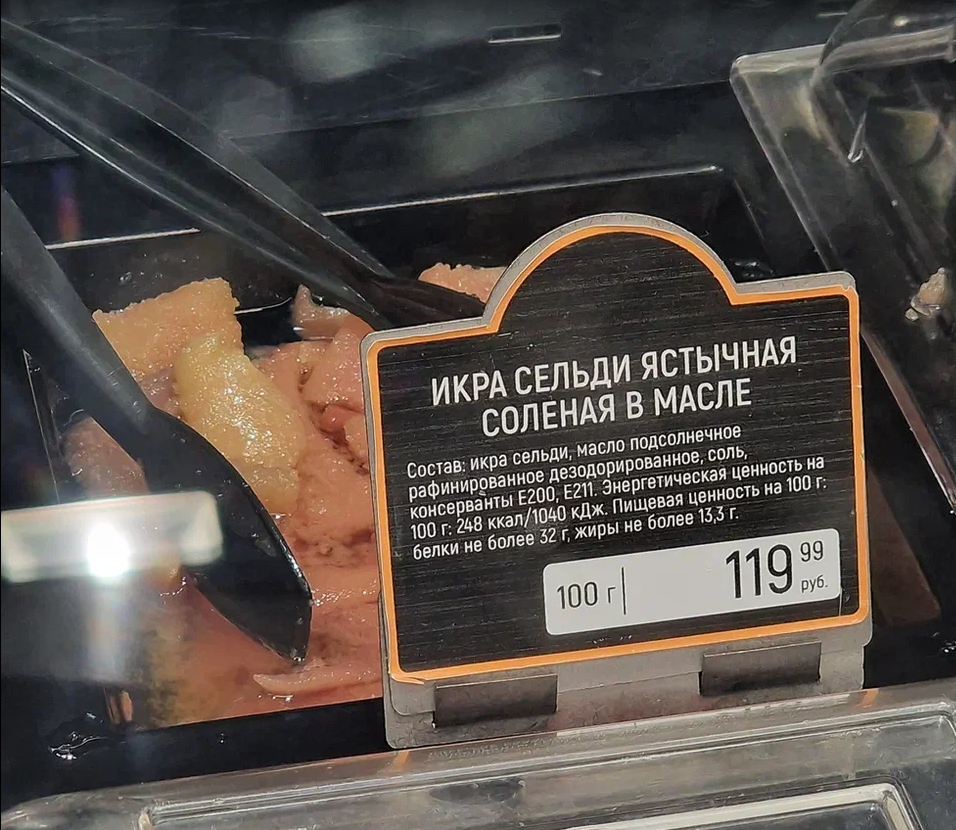 ИКРА СЕЛЬДИ ЯСТЫЧНАЯ
СОЛЕНАЯ В МАСЛЕ
Состав: икра сельди, масло подсолнечное
рафинированное дезодорированное, соль,
консерванты Е200, Е211. Энергетическая ценность на
100 г: 248 ккал/1040 кДж. Пищевая ценность на 100 г:
белки не более 32 г, жиры не более 13,3 г.
100 г 119 99 руб.